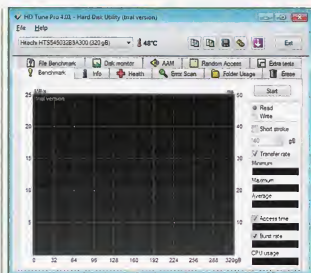 HD Tune Pro 4.01 - Hard Disk Utility (trial version)
File Help
Hitachi HTS545032B9A300 (320 gB)
48°C
Exit
File Benchmark Disk monitor AAM Random Access Extra tests
Benchmark Info Health Error Scan Folder Usage Erase
Start
25 MB/s ms 50
trial version
Read
Write
Short stroke
gB
Transfer rate
Minimum
Maximum
Average
Access time
Burst rate
CPU usage
20 40
15 30
10 20
5 10
0 32 64 96 128 160 192 224 256 288 320gB